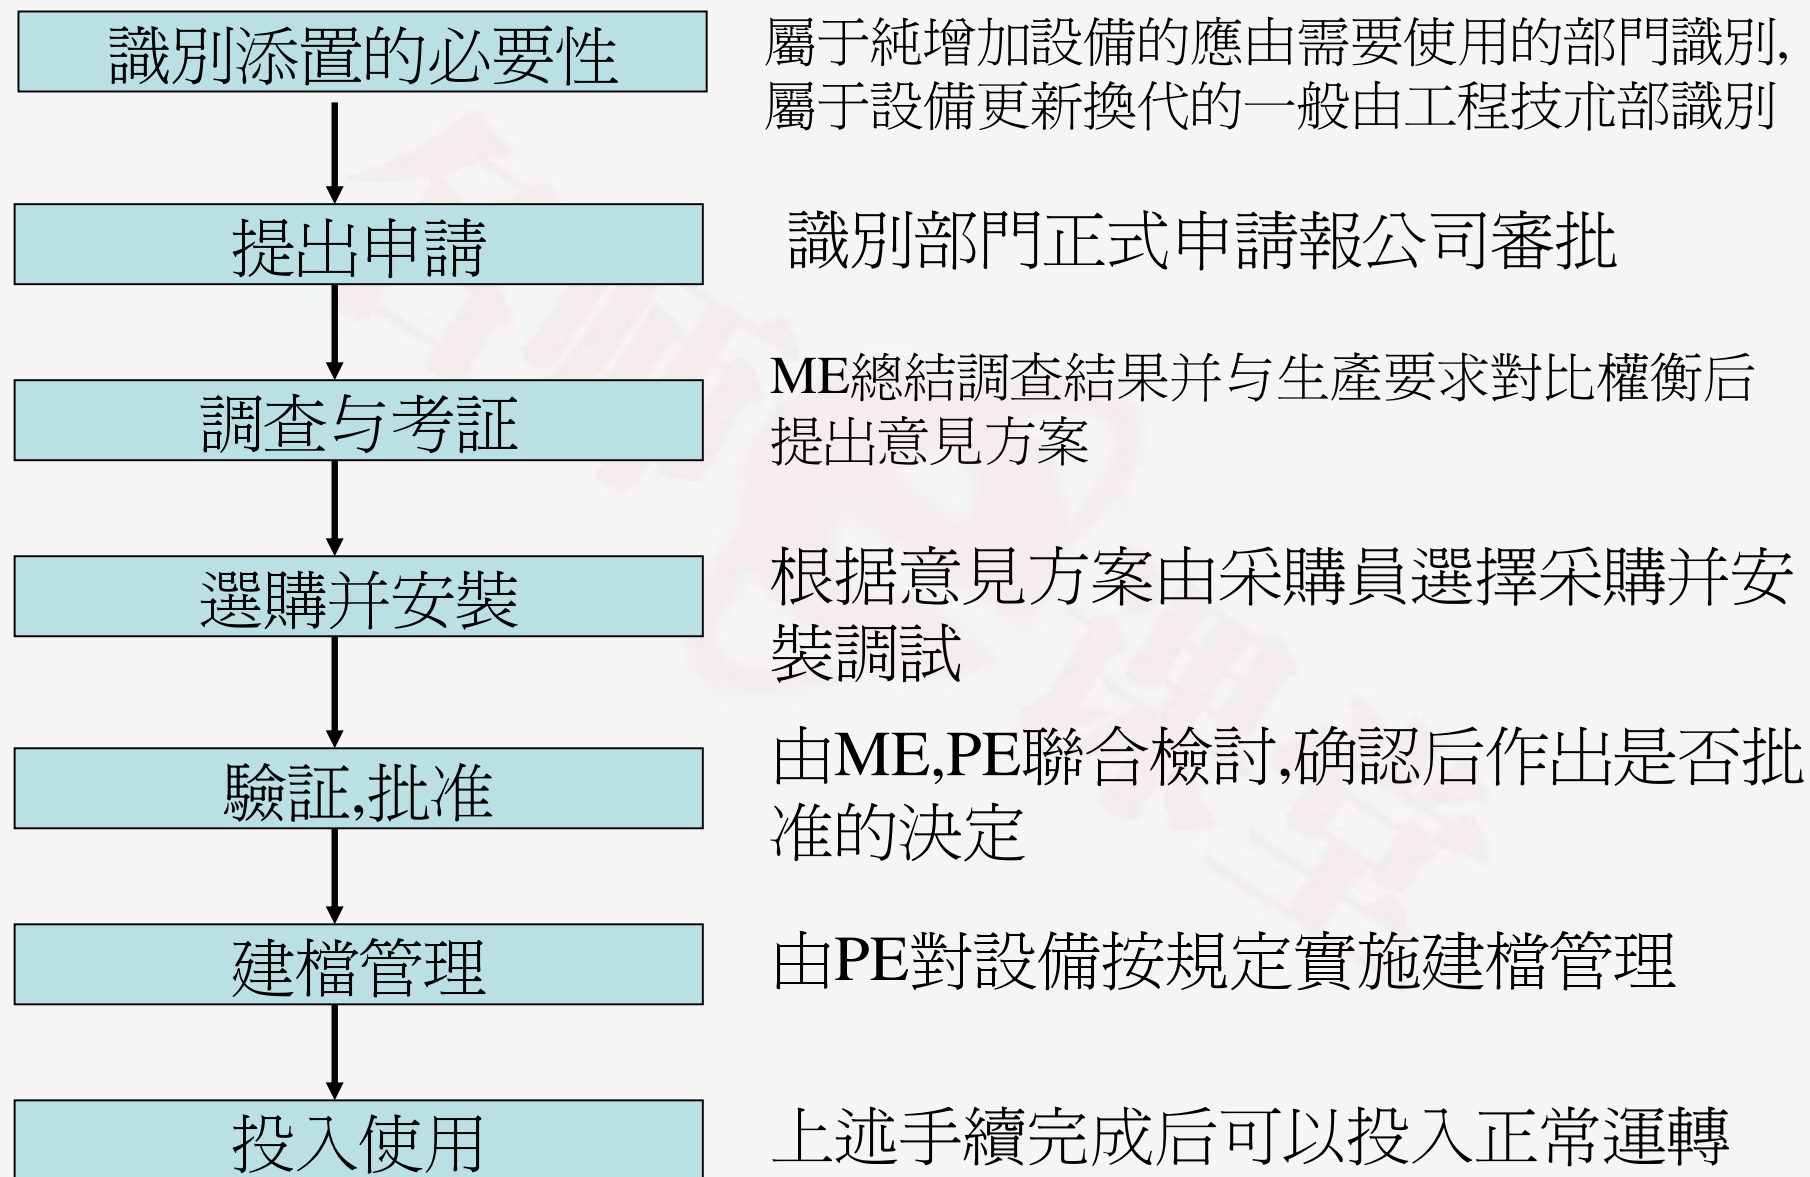 識別添置的必要性
屬于純增加設備的應由需要使用的部門識別,
屬于設備更新換代的一般由工程技朮部識別
提出申請
識別部門正式申請報公司審批
調查与考証
ME總結調查結果并与生產要求對比權衡后
提出意見方案
選購并安裝
根据意見方案由采購員選擇采購并安
裝調試
驗証,批准
由ME,PE聯合檢討,确認后作出是否批
准的決定
建檔管理
由PE對設備按規定實施建檔管理
投入使用
上述手續完成后可以投入正常運轉